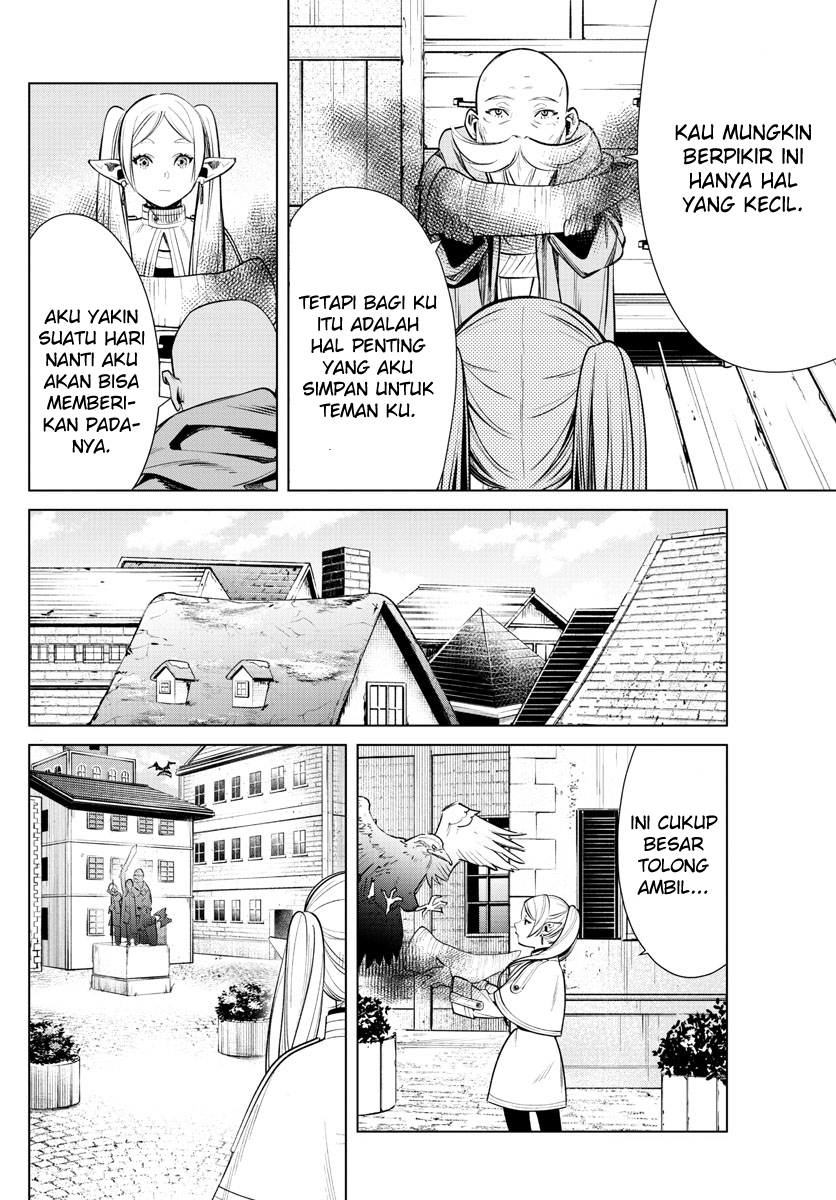 KAU MUNGKIN
BERPIKIR INI
HANYA HAL
YANG KECIL.
TETAPI BAGI KU
ITU ADALAH
HAL PENTING
YANG AKU
SIMPAN UNTUK
TEMAN KU.
AKU YAKIN
SUATU HARI
NANTI AKU
AKAN BISA
MEMBERI-
KAN PADA-
NYA.
INI CUKUP
BESAR
TOLONG
AMBIL...